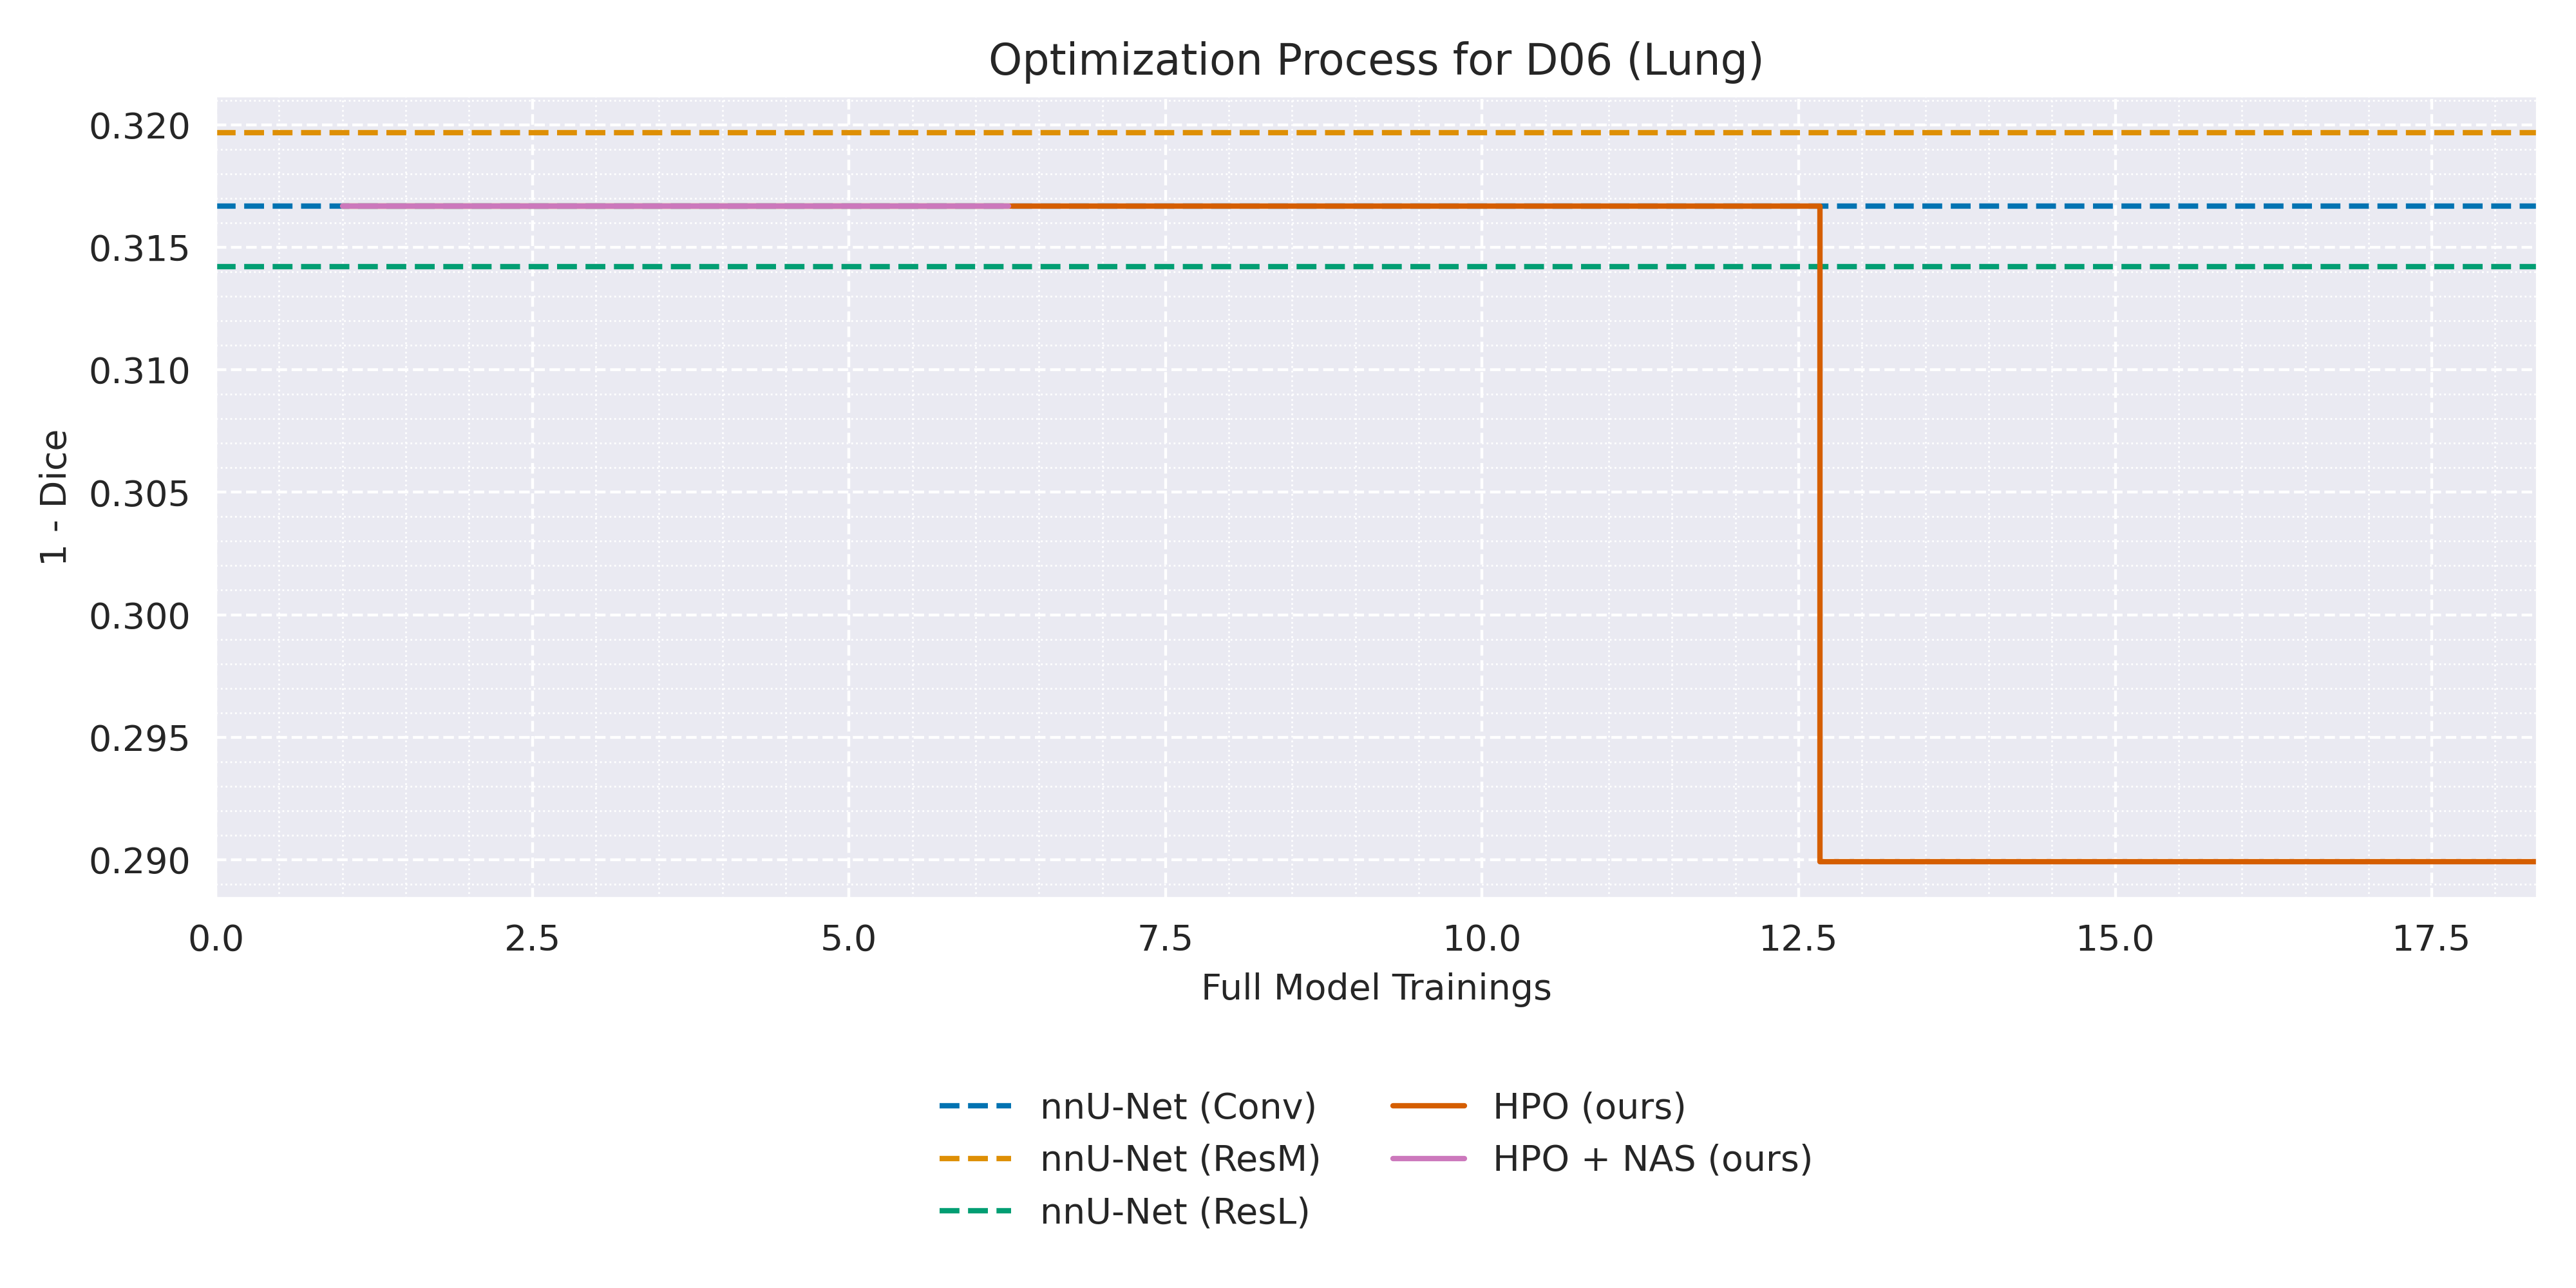 Optimization Process for D06 (Lung)
0.320
0.315
0.310
0.305
0.300
0.295
0.290
1 - Dice
0.0 2.5 5.0 7.5 10.0 12.5 15.0 17.5
Full Model Trainings
nnU-Net (Conv)
nnU-Net (ResM)
nnU-Net (ResL)
HPO (ours)
HPO + NAS (ours)